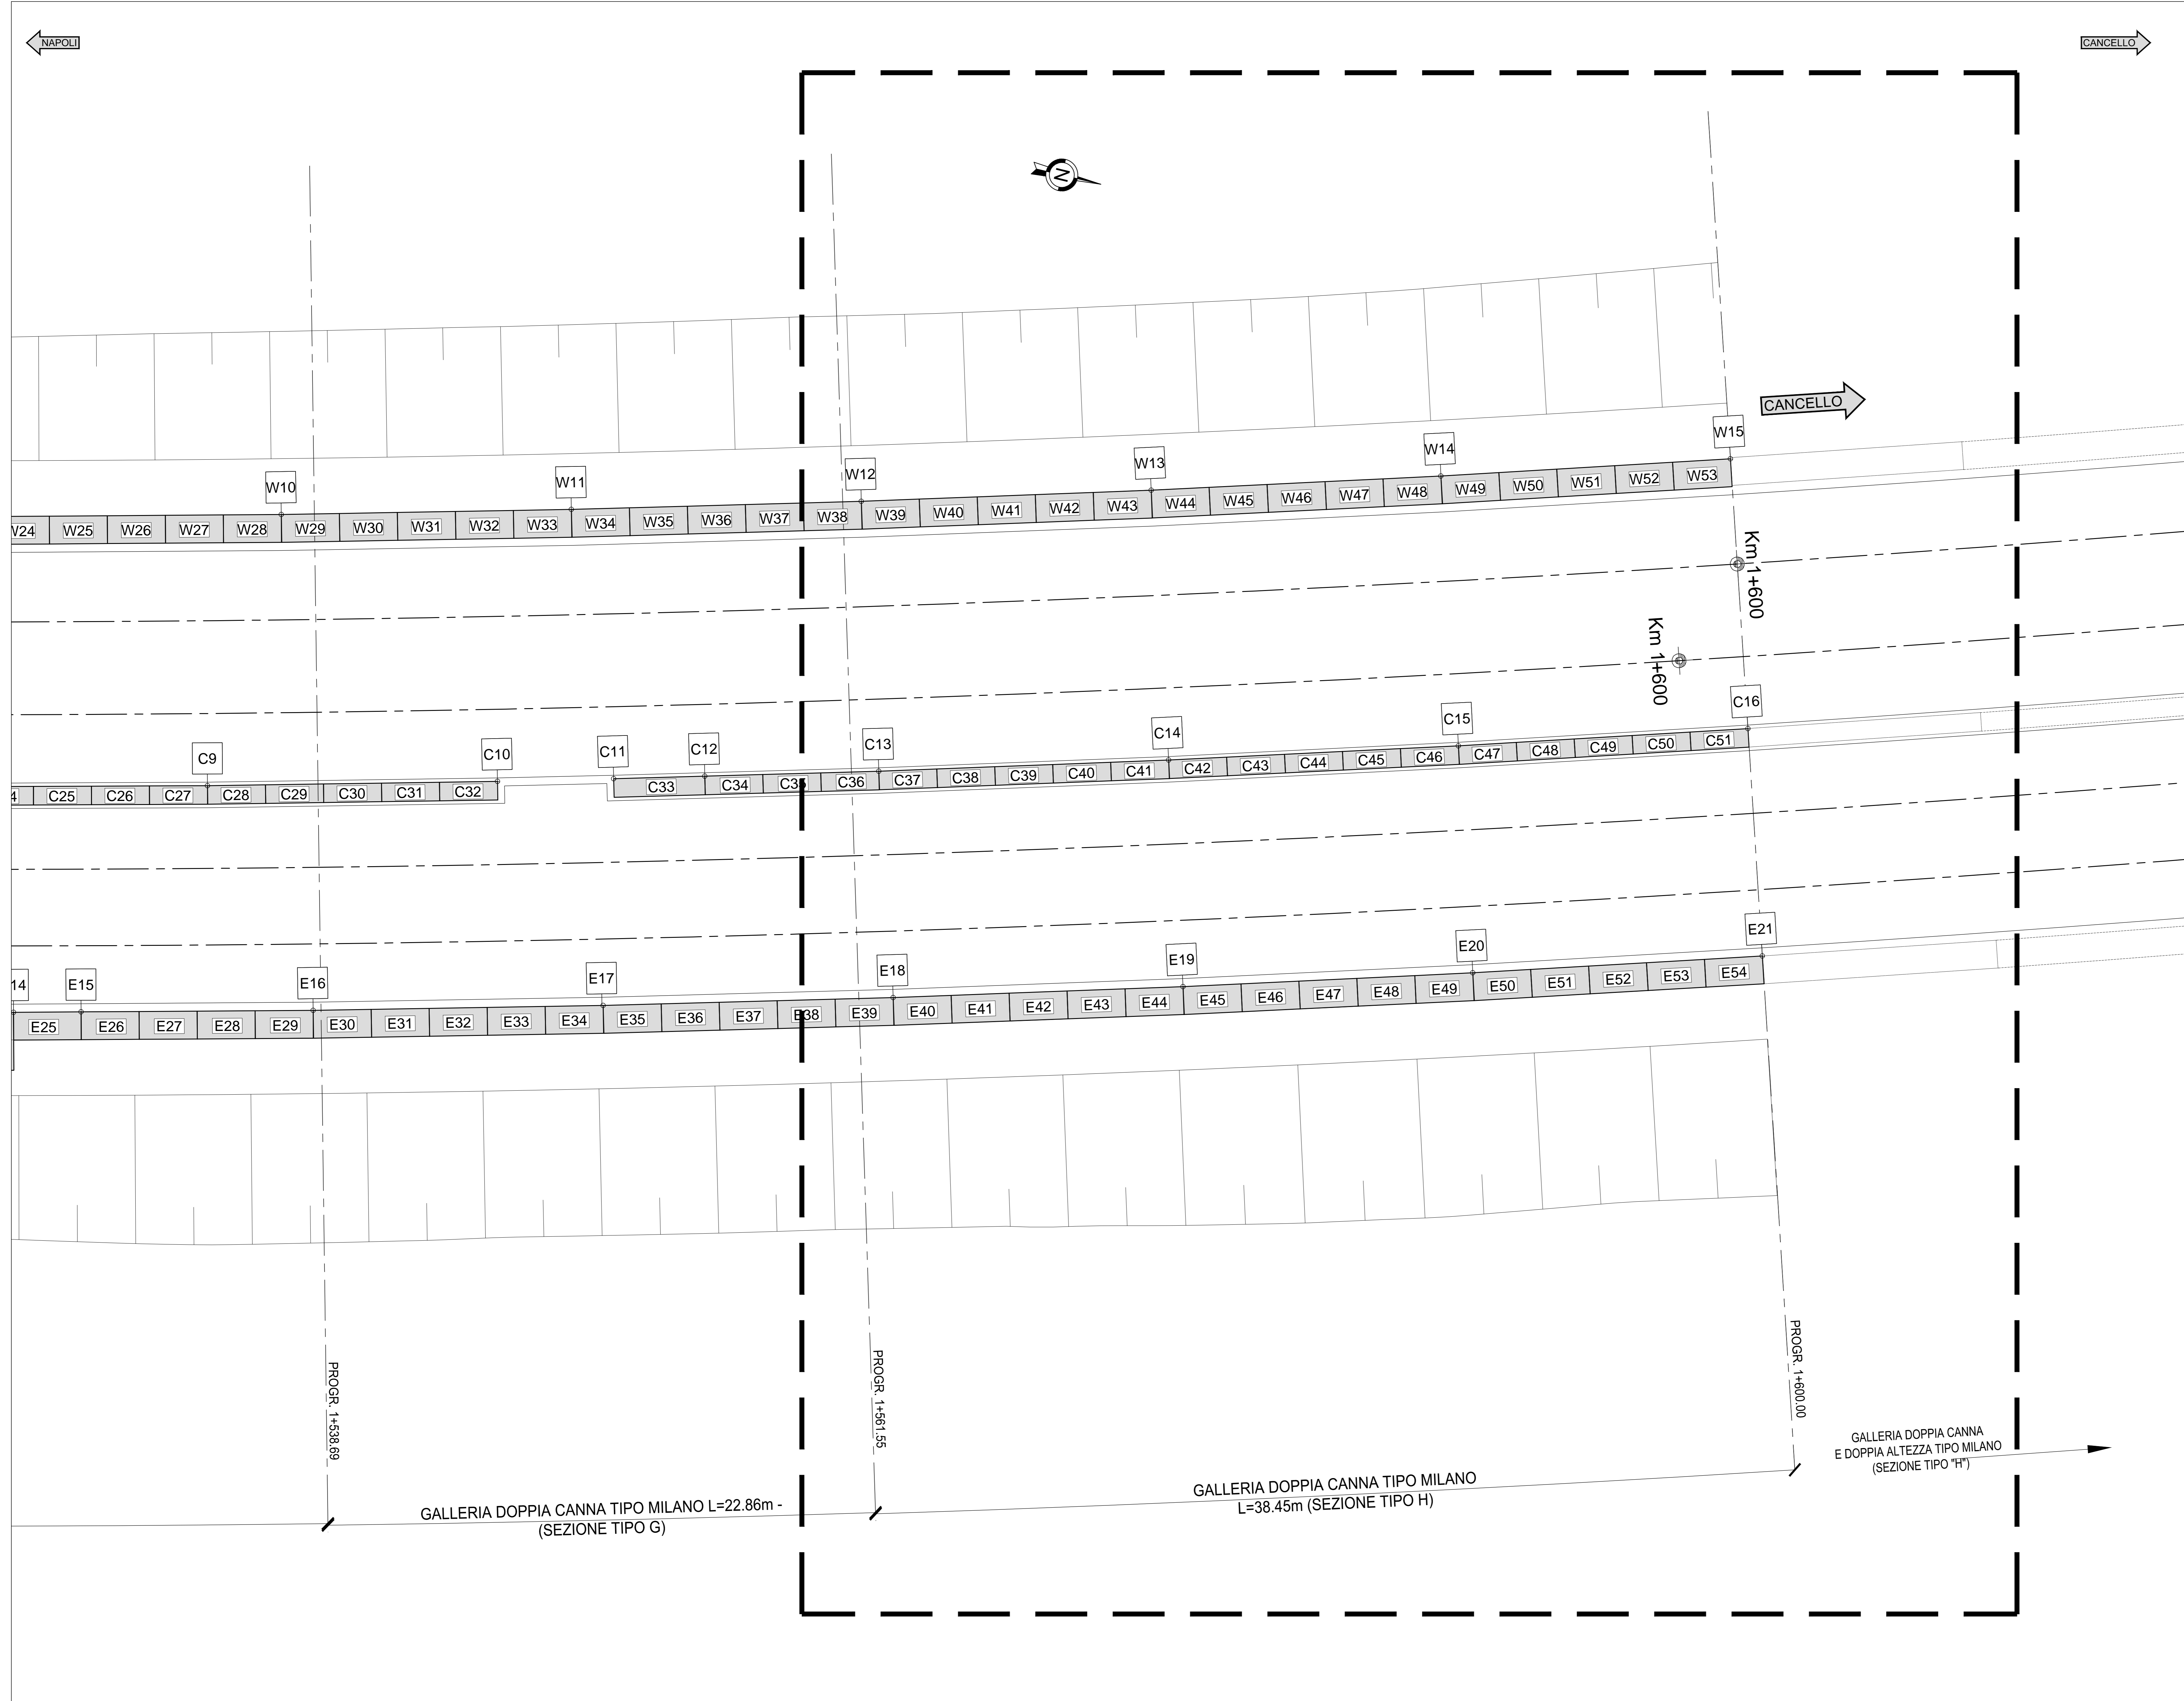 NAPOLI
CANCELLO
N
CANCELLO
W10
W11
W12
W13
W14
W15
W24 W25 W26 W27 W28 W29 W30 W31 W32 W33 W34 W35 W36 W37 W38 W39 W40 W41 W42 W43 W44 W45 W46 W47 W48 W49 W50 W51 W52 W53
Km 1+600
Km 1+600
C9
C10
C11
C12
C13
C14
C15
C16
4 C25 C26 C27 C28 C29 C30 C31 C32 C33 C34 C35 C36 C37 C38 C39 C40 C41 C42 C43 C44 C45 C46 C47 C48 C49 C50 C51
14
E15
E16
E17
E18
E19
E20
E21
E25 E26 E27 E28 E29 E30 E31 E32 E33 E34 E35 E36 E37 E38 E39 E40 E41 E42 E43 E44 E45 E46 E47 E48 E49 E50 E51 E52 E53 E54
PROGR. 1+538.69
PROGR. 1+561.55
PROGR. 1+600.00
GALLERIA DOPPIA CANNA TIPO MILANO L=22.86m -
(SEZIONE TIPO G)
GALLERIA DOPPIA CANNA TIPO MILANO
L=38.45m (SEZIONE TIPO H)
GALLERIA DOPPIA CANNA
E DOPPIA ALTEZZA TIPO MILANO
(SEZIONE TIPO "H")